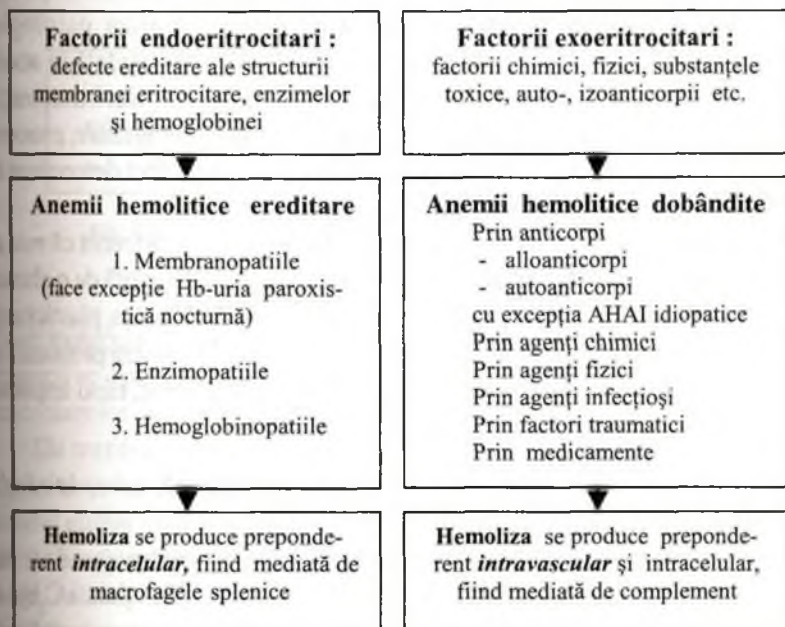 Factorii endoeritrocitari :
defecte ereditare ale structurii
membranei eritrocitare, enzimelor
şi hemoglobinei
Anemii hemolitice ereditare
1. Membranopatiile
(face excepţie Hb-uria paroxis-
tică nocturnă)
2. Enzimopatiile
3. Hemoglobinopatiile
Hemoliza se produce preponde-
rent intracelular, fiind mediată de
macrofagele splenice
Factorii exoeritrocitari :
factorii chimici, fizici, substanţele
toxice, auto-, izoanticorpii etc.
Anemii hemolitice dobândite
Prin anticorpi
- alloanticorpi
- autoanticorpi
cu excepţia AHAI idiopatice
Prin agenţi chimici
Prin agenţi fizici
Prin agenţi infecţioşi
Prin factori traumatici
Prin medicamente
Hemoliza se produce preponde-
rent intravascular şi intracelular,
fiind mediată de complement